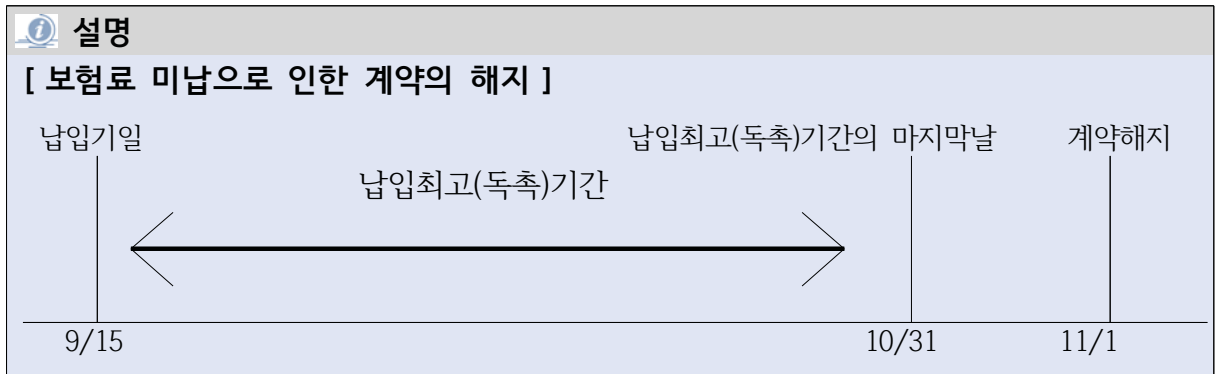 설명
[ 보험료 미납으로 인한 계약의 해지 ]
납입기일 납입최고(독촉)기간의 마지막날 계약해지
납입최고(독촉)기간
9/15 10/31 11/1